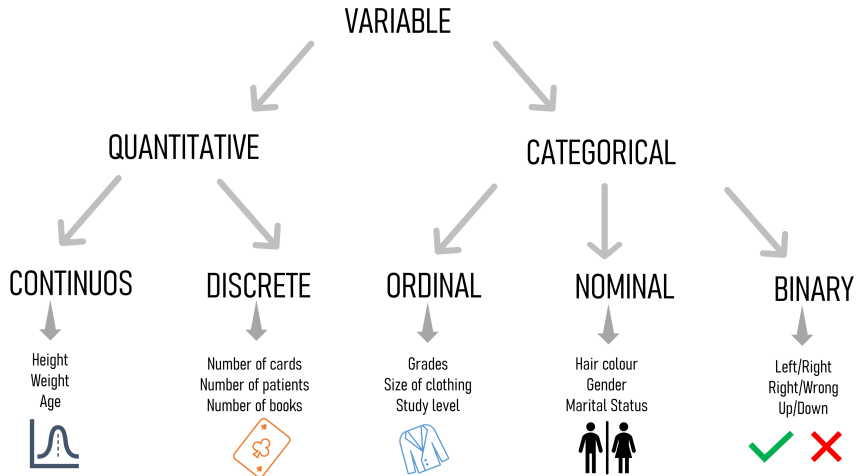 VARIABLE
QUANTITATIVE
CATEGORICAL
CONTINUOS
DISCRETE
ORDINAL
NOMINAL
BINARY
Height
Weight
Age
Number of cards
Number of patients
Number of books
Grades
Size of clothing
Study level
Hair colour
Gender
Marital Status
Left/Right
Right/Wrong
Up/Down